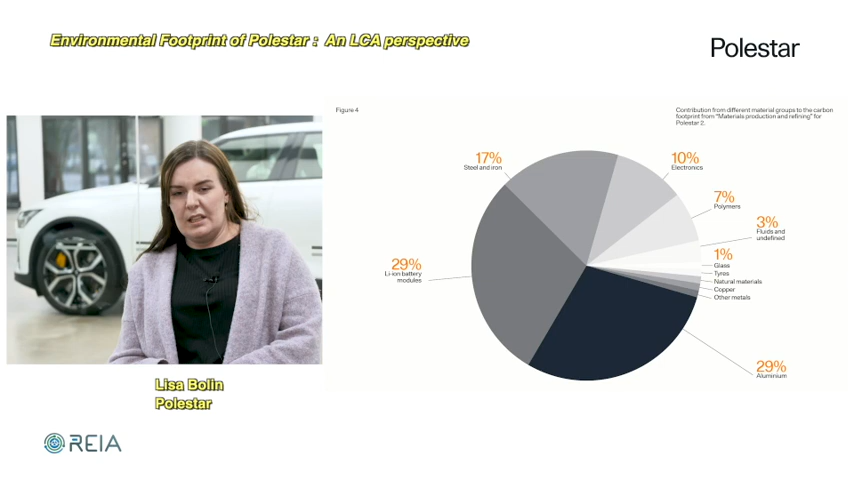 Environmental Footprint of Polestar : An LCA perspective
Polestar
Figure 4
Contribution from different material groups to the carbon
footprint from "Materials production and refining" for
Polestar 2.
17%
Steel and iron
10%
Electronics
7%
Polymers
3%
Fluids and
undefined
1%
Glass
Tyres
Natural materials
Copper
Other metals
29%
Li-ion battery
modules
29%
Aluminium
Lisa Bolin
Polestar
REIA